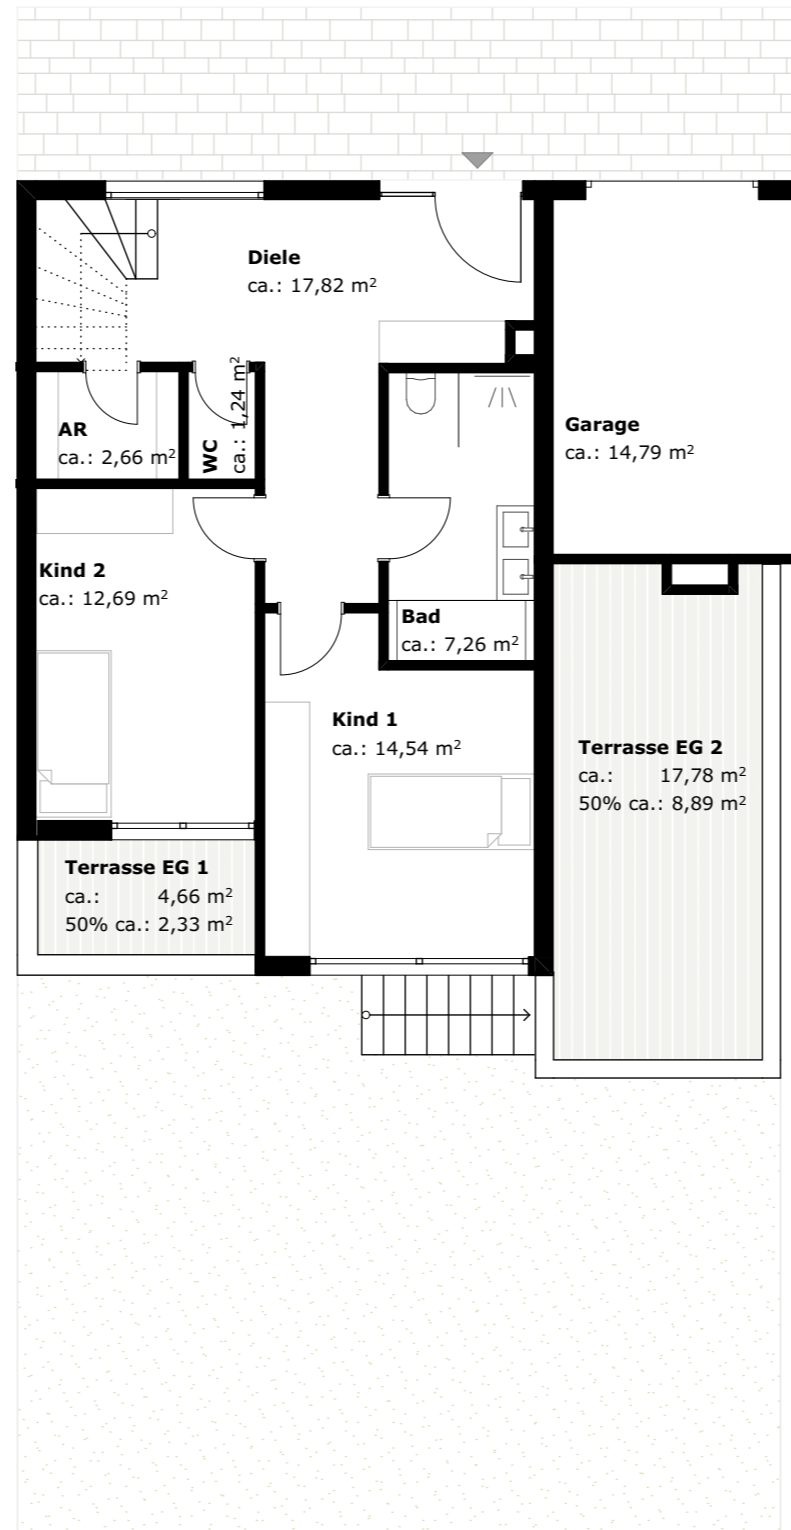 Diele
ca.: 17,82 m²
AR
ca.: 2,66 m²
WC
ca.: 1,24 m²
Garage
ca.: 14,79 m²
Kind 2
ca.: 12,69 m²
Bad
ca.: 7,26 m²
Kind 1
ca.: 14,54 m²
Terrasse EG 2
ca.: 17,78 m²
50% ca.: 8,89 m²
Terrasse EG 1
ca.: 4,66 m²
50% ca.: 2,33 m²